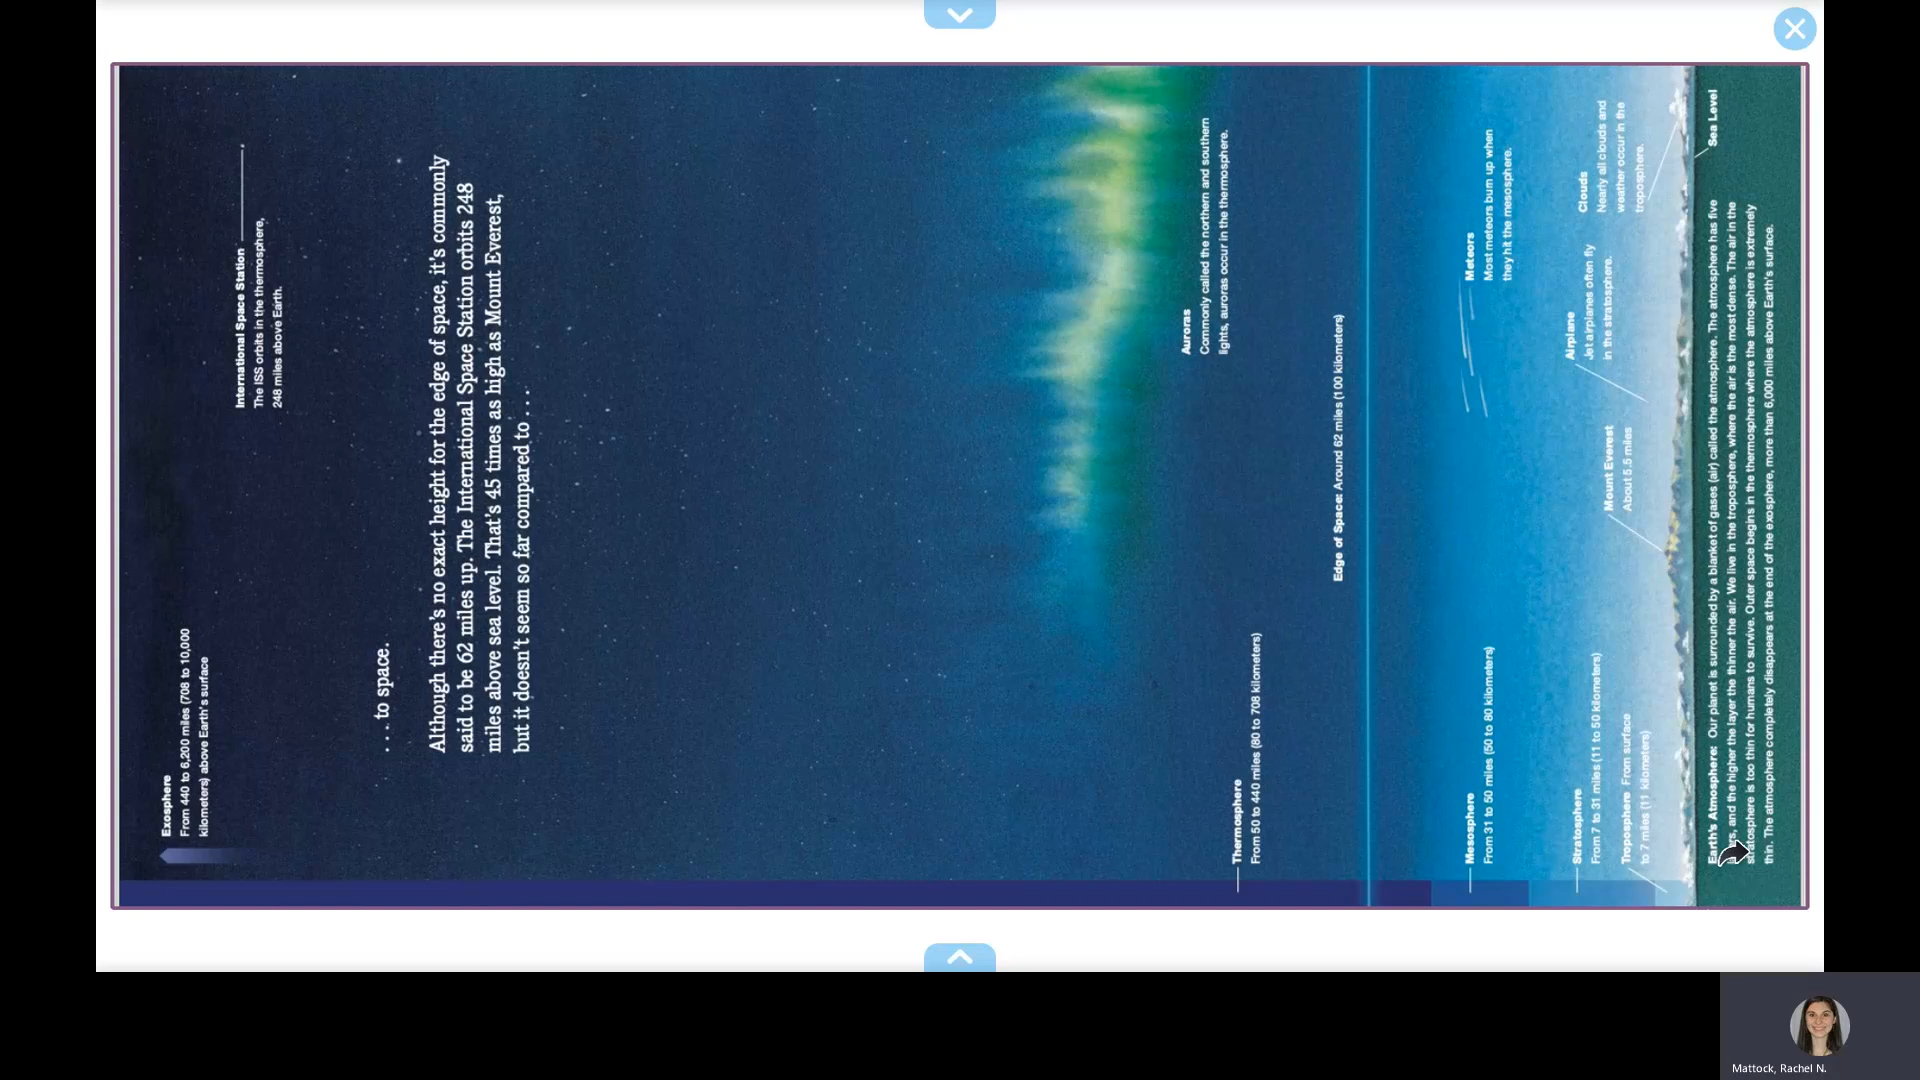 Exosphere
From 440 to 6,200 miles (708 to 10,000
kilometers) above Earth's surface
International Space Station
The ISS orbits in the thermosphere,
248 miles above Earth.
. . . to space.
Although there's no exact height for the edge of space, it's commonly
said to be 62 miles up. The International Space Station orbits 248
miles above sea level. That's 45 times as high as Mount Everest,
but it doesn't seem so far compared to . . .
Auroras
Commonly called the northern and southern
lights, auroras occur in the thermosphere.
Thermosphere
From 50 to 440 miles (80 to 708 kilometers)
Edge of Space: Around 62 miles (100 kilometers)
Meteors
Most meteors burn up when
they hit the mesosphere.
Mesosphere
From 31 to 50 miles (50 to 80 kilometers)
Airplane
Jet airplanes often fly
in the stratosphere.
Clouds
Nearly all clouds and
weather occur in the
troposphere.
Stratosphere
From 7 to 31 miles (11 to 50 kilometers)
Mount Everest
About 5.5 miles
Troposphere From surface
to 7 miles (11 kilometers)
Sea Level
Earth's Atmosphere: Our planet is surrounded by a blanket of gases (air) called the atmosphere. The atmosphere has five
and the higher the layer the thinner the air. We live in the troposphere, where the air is the most dense. The air in the
stratosphere is too thin for humans to survive. Outer space begins in the thermosphere where the atmosphere is extremely
thin. The atmosphere completely disappears at the end of the exosphere, more than 6,000 miles above Earth's surface.
Mattock, Rachel N.